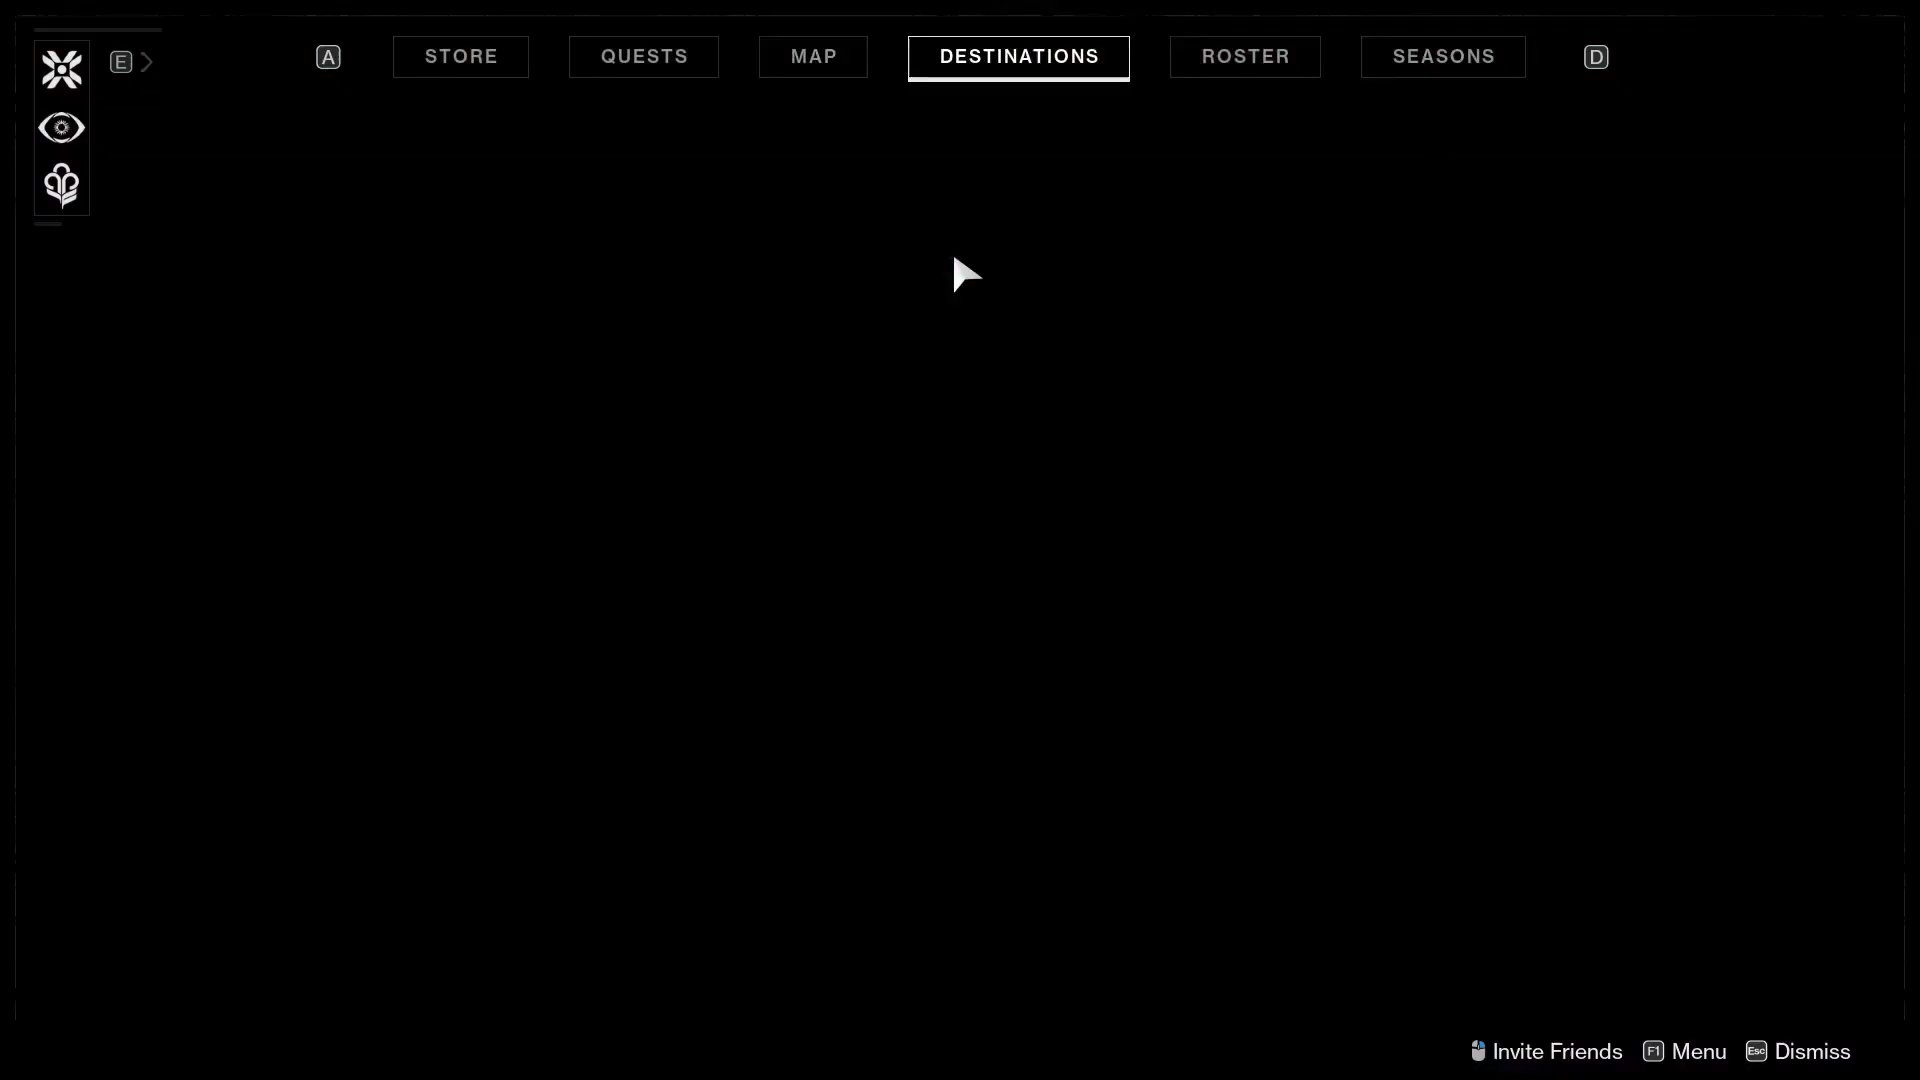 E A STORE QUESTS MAP DESTINATIONS ROSTER SEASONS D
Invite Friends F1 Menu Esc Dismiss